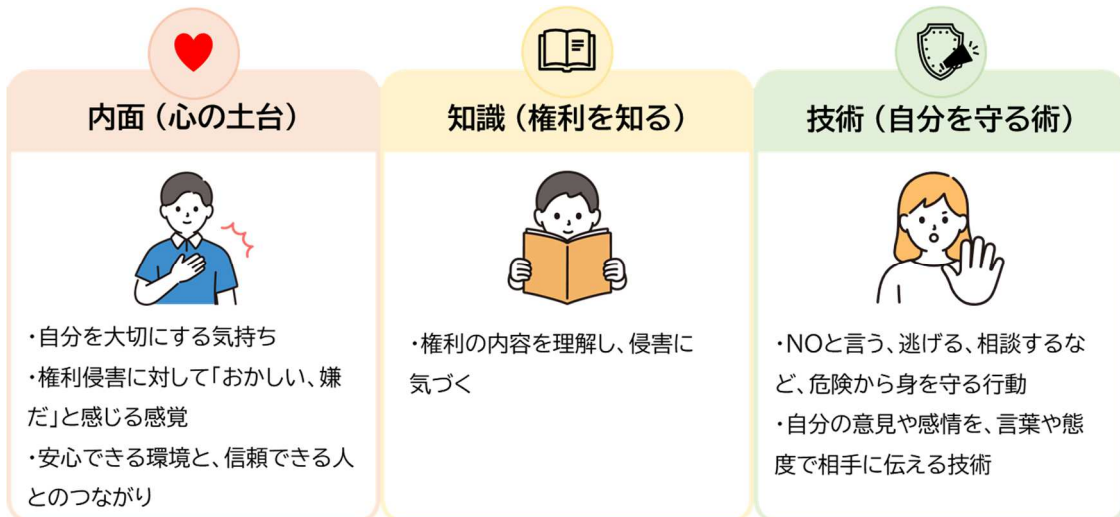 内面（心の土台）
・自分を大切にする気持ち
・権利侵害に対して「おかしい、嫌
だ」と感じる感覚
・安心できる環境と、信頼できる人
とのつながり
知識（権利を知る）
・権利の内容を理解し、侵害に
気づく
技術（自分を守る術）
・NOと言う、逃げる、相談するな
ど、危険から身を守る行動
・自分の意見や感情を、言葉や態
度で相手に伝える技術